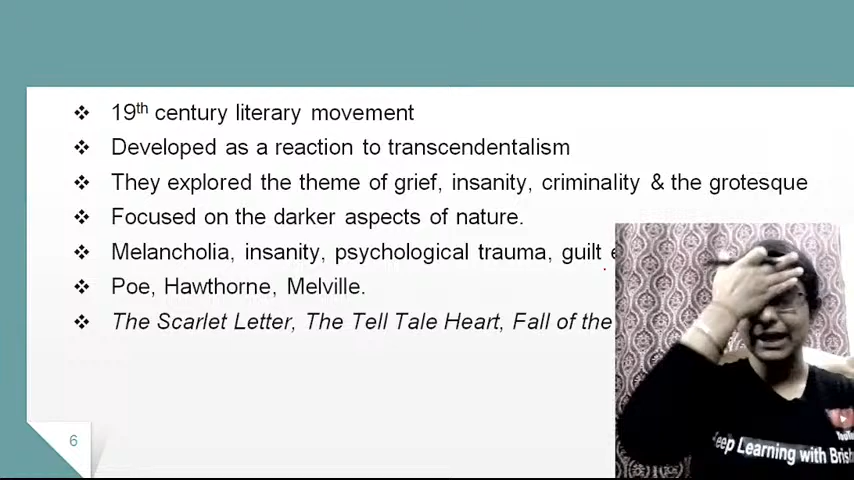 19th century literary movement
Developed as a reaction to transcendentalism
They explored the theme of grief, insanity, criminality & the grotesque
Focused on the darker aspects of nature.
Melancholia, insanity, psychological trauma, guilt
Poe, Hawthorne, Melville.
The Scarlet Letter, The Tell Tale Heart, Fall of the
6
Learning with